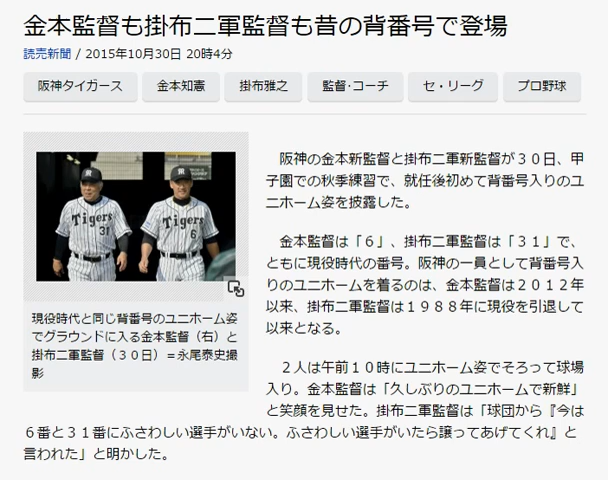 金本監督も掛布二軍監督も昔の背番号で登場
読売新聞 / 2015年10月30日 20時4分
阪神タイガース 金本知憲 掛布雅之 監督･コーチ セ・リーグ プロ野球
Tigers
31
Tigers
6
現役時代と同じ背番号のユニホーム姿
でグラウンドに入る金本監督（右）と
掛布二軍監督（３０日）＝永尾泰史撮
影
阪神の金本新監督と掛布二軍新監督が３０日、甲
子園での秋季練習で、就任後初めて背番号入りのユ
ニホーム姿を披露した。
金本監督は「６」、掛布二軍監督は「３１」で、
ともに現役時代の番号。阪神の一員として背番号入
りのユニホームを着るのは、金本監督は２０１２年
以来、掛布二軍監督は１９８８年に現役を引退して
以来となる。
２人は午前１０時にユニホーム姿でそろって球場
入り。金本監督は「久しぶりのユニホームで新鮮」
と笑顔を見せた。掛布二軍監督は「球団から『今は
６番と３１番にふさわしい選手がいない。ふさわしい選手がいたら譲ってあげてくれ』と
言われた」と明かした。